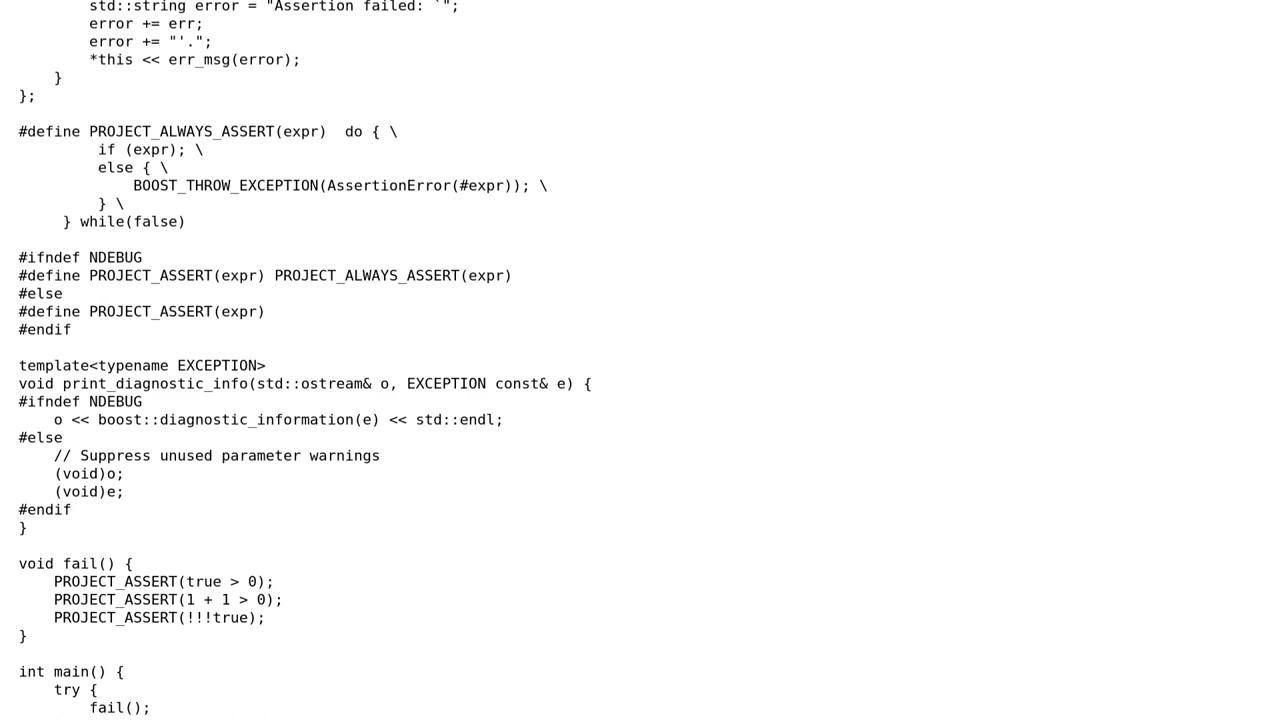 std::string error = "Assertion failed: `";
        error += err;
        error += "'.";
        *this << err_msg(error);
    }
};

#define PROJECT_ALWAYS_ASSERT(expr)  do { \
         if (expr); \
         else { \
             BOOST_THROW_EXCEPTION(AssertionError(#expr)); \
         } \
     } while(false)

#ifndef NDEBUG
#define PROJECT_ASSERT(expr) PROJECT_ALWAYS_ASSERT(expr)
#else
#define PROJECT_ASSERT(expr)
#endif

template<typename EXCEPTION>
void print_diagnostic_info(std::ostream& o, EXCEPTION const& e) {
#ifndef NDEBUG
    o << boost::diagnostic_information(e) << std::endl;
#else
    // Suppress unused parameter warnings
    (void)o;
    (void)e;
#endif
}

void fail() {
    PROJECT_ASSERT(true > 0);
    PROJECT_ASSERT(1 + 1 > 0);
    PROJECT_ASSERT(!!!true);
}

int main() {
    try {
        fail();